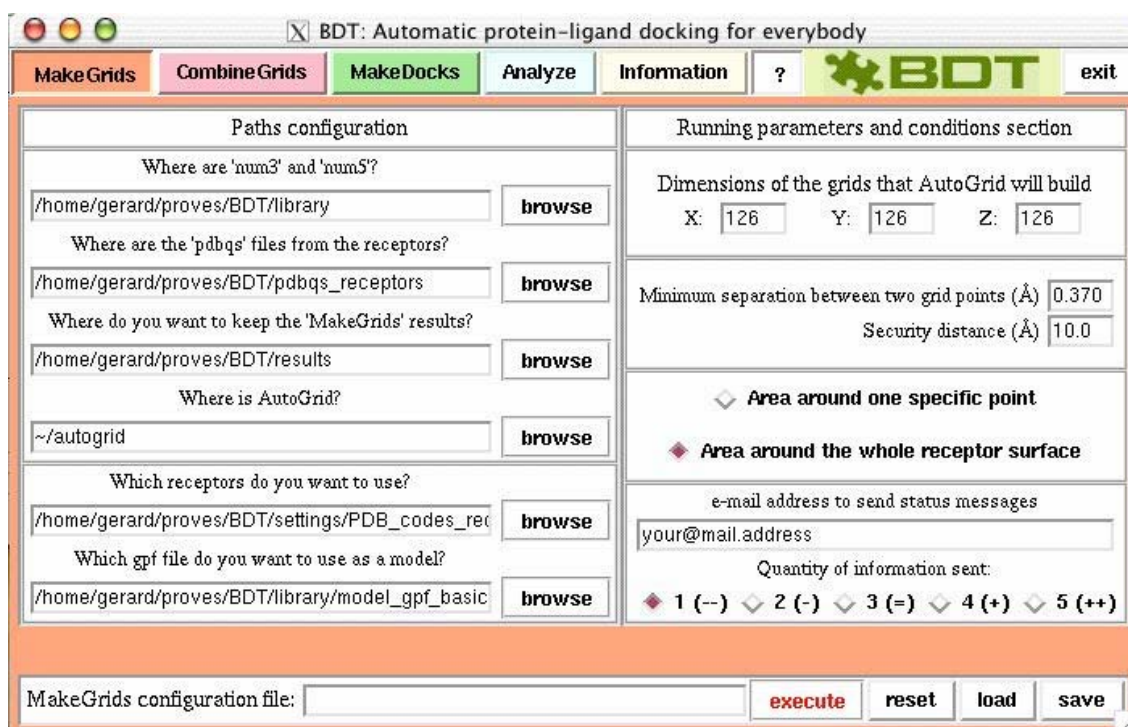 X BDT: Automatic protein-ligand docking for everybody
MakeGrids CombineGrids MakeDocks Analyze Information ? BDT exit
Paths configuration
Where are 'num3' and 'num5'?
/home/gerard/proves/BDT/library browse
Where are the 'pdbqs' files from the receptors?
/home/gerard/proves/BDT/pdbqs_receptors browse
Where do you want to keep the 'MakeGrids' results?
/home/gerard/proves/BDT/results browse
Where is AutoGrid?
~/autogrid browse
Which receptors do you want to use?
/home/gerard/proves/BDT/settings/PDB_codes_rec browse
Which gpf file do you want to use as a model?
/home/gerard/proves/BDT/library/model_gpf_basic browse
Running parameters and conditions section
Dimensions of the grids that AutoGrid will build
X: 126 Y: 126 Z: 126
Minimum separation between two grid points (Å) 0.370
Security distance (Å) 10.0
Area around one specific point
Area around the whole receptor surface
e-mail address to send status messages
your@mail.address
Quantity of information sent:
1 (--) 2 (-) 3 (=) 4 (+) 5 (++)
MakeGrids configuration file: execute reset load save